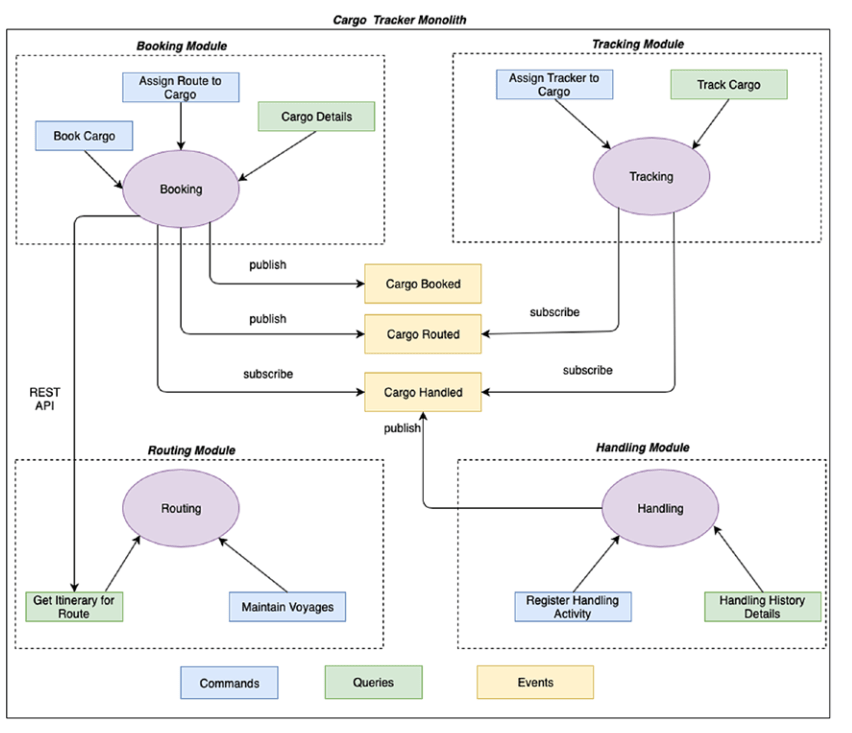 Cargo Tracker Monolith
Booking Module
Tracking Module
Assign Route to
Cargo
Book Cargo
Cargo Details
Booking
Assign Tracker to
Cargo
Track Cargo
Tracking
publish
Cargo Booked
publish
Cargo Routed
subscribe
subscribe
Cargo Handled
subscribe
publish
REST
API
Routing Module
Handling Module
Routing
Handling
Get Itinerary for
Route
Maintain Voyages
Register Handling
Activity
Handling History
Details
Commands
Queries
Events